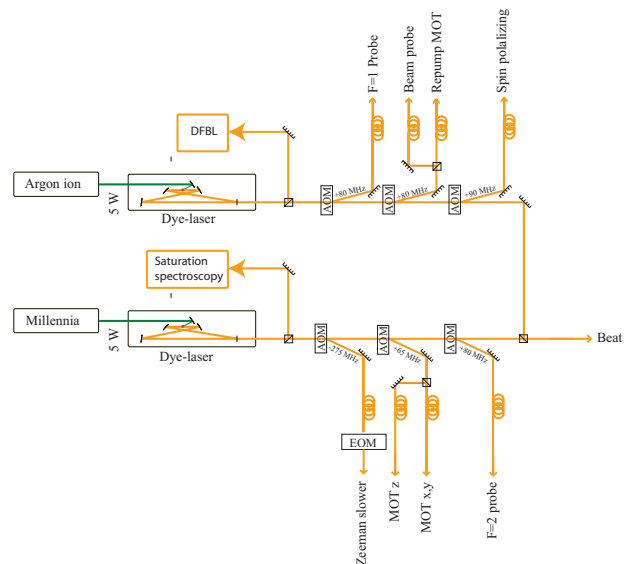 F=1 Probe
Beam probe
Repump MOT
Spin polalizing
DFBL
Argon ion
5 W
Dye-laser
AOM
+80 MHz
AOM
+80 MHz
AOM
+90 MHz
Saturation
spectroscopy
Millennia
5 W
Dye-laser
AOM
-275 MHz
AOM
+65 MHz
AOM
+80 MHz
Beat
EOM
Zeeman slower
MOT z
MOT x,y
F=2 probe